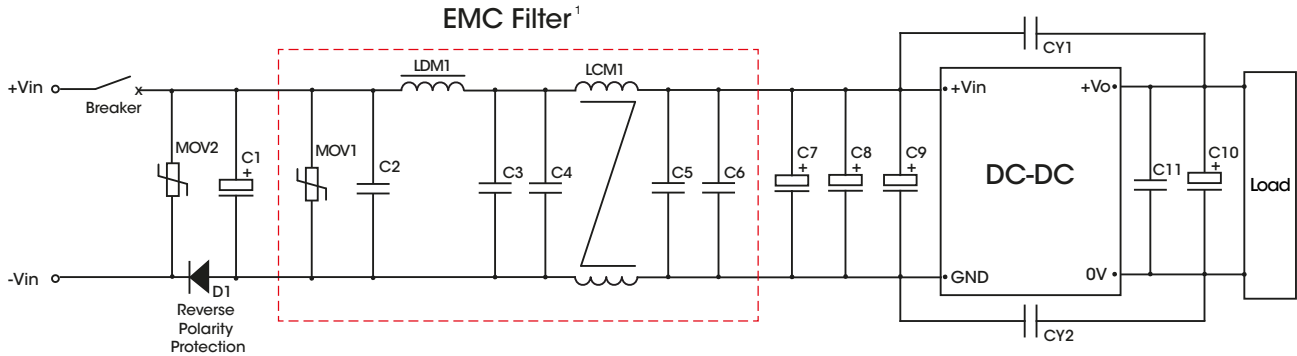 EMC Filter¹
CY1
+Vin
Breaker
MOV2
C1
+
MOV1
C2
LDM1
C3
C4
LCM1
C5
C6
C7
+
C8
+
C9
+
+Vin
+Vo
DC-DC
C11
C10
+
Load
-Vin
D1
Reverse
Polarity
Protection
GND
0V
CY2